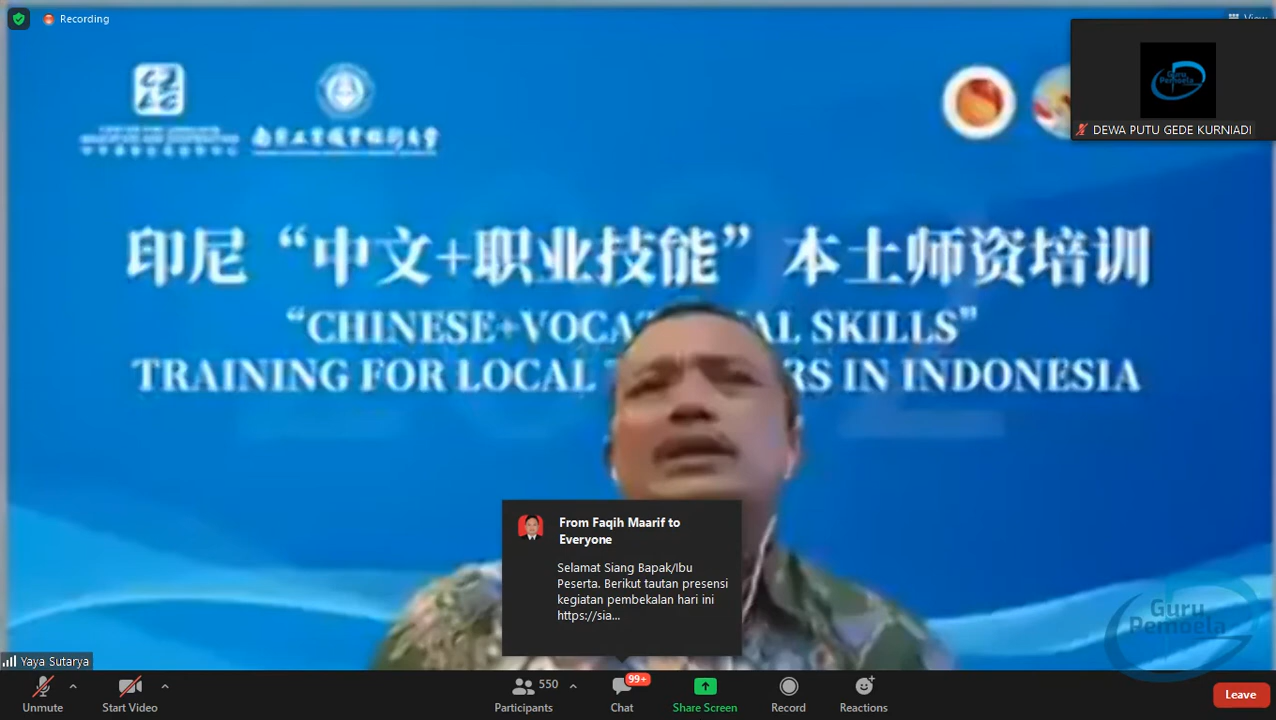 Recording
View
Guru
Pemoela
DEWA PUTU GEDE KURNIADI
印尼“中文+职业技能”本土师资培训
SKILLS”
“CHINESE+
TRAINING FOR LOCAL
IN INDONESIA
From Faqih Maarif to
Everyone
Selamat Siang Bapak/Ibu
Peserta. Berikut tautan presensi
kegiatan pembekalan hari ini
https://sia...
Guru
Pemoela
Yaya Sutarya
Unmute
Start Video
550
Participants
99+
Chat
Share Screen
Record
Reactions
Leave